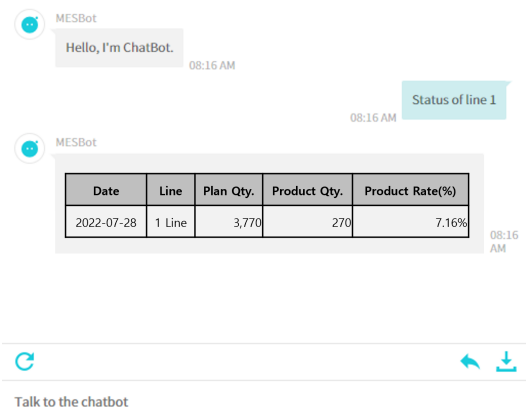 MESBot
Hello, I'm ChatBot.
08:16 AM
Status of line 1
08:16 AM
MESBot
Date Line Plan Qty. Product Qty. Product Rate(%)
2022-07-28 1 Line 3,770 270 7.16%
08:16
AM
Talk to the chatbot